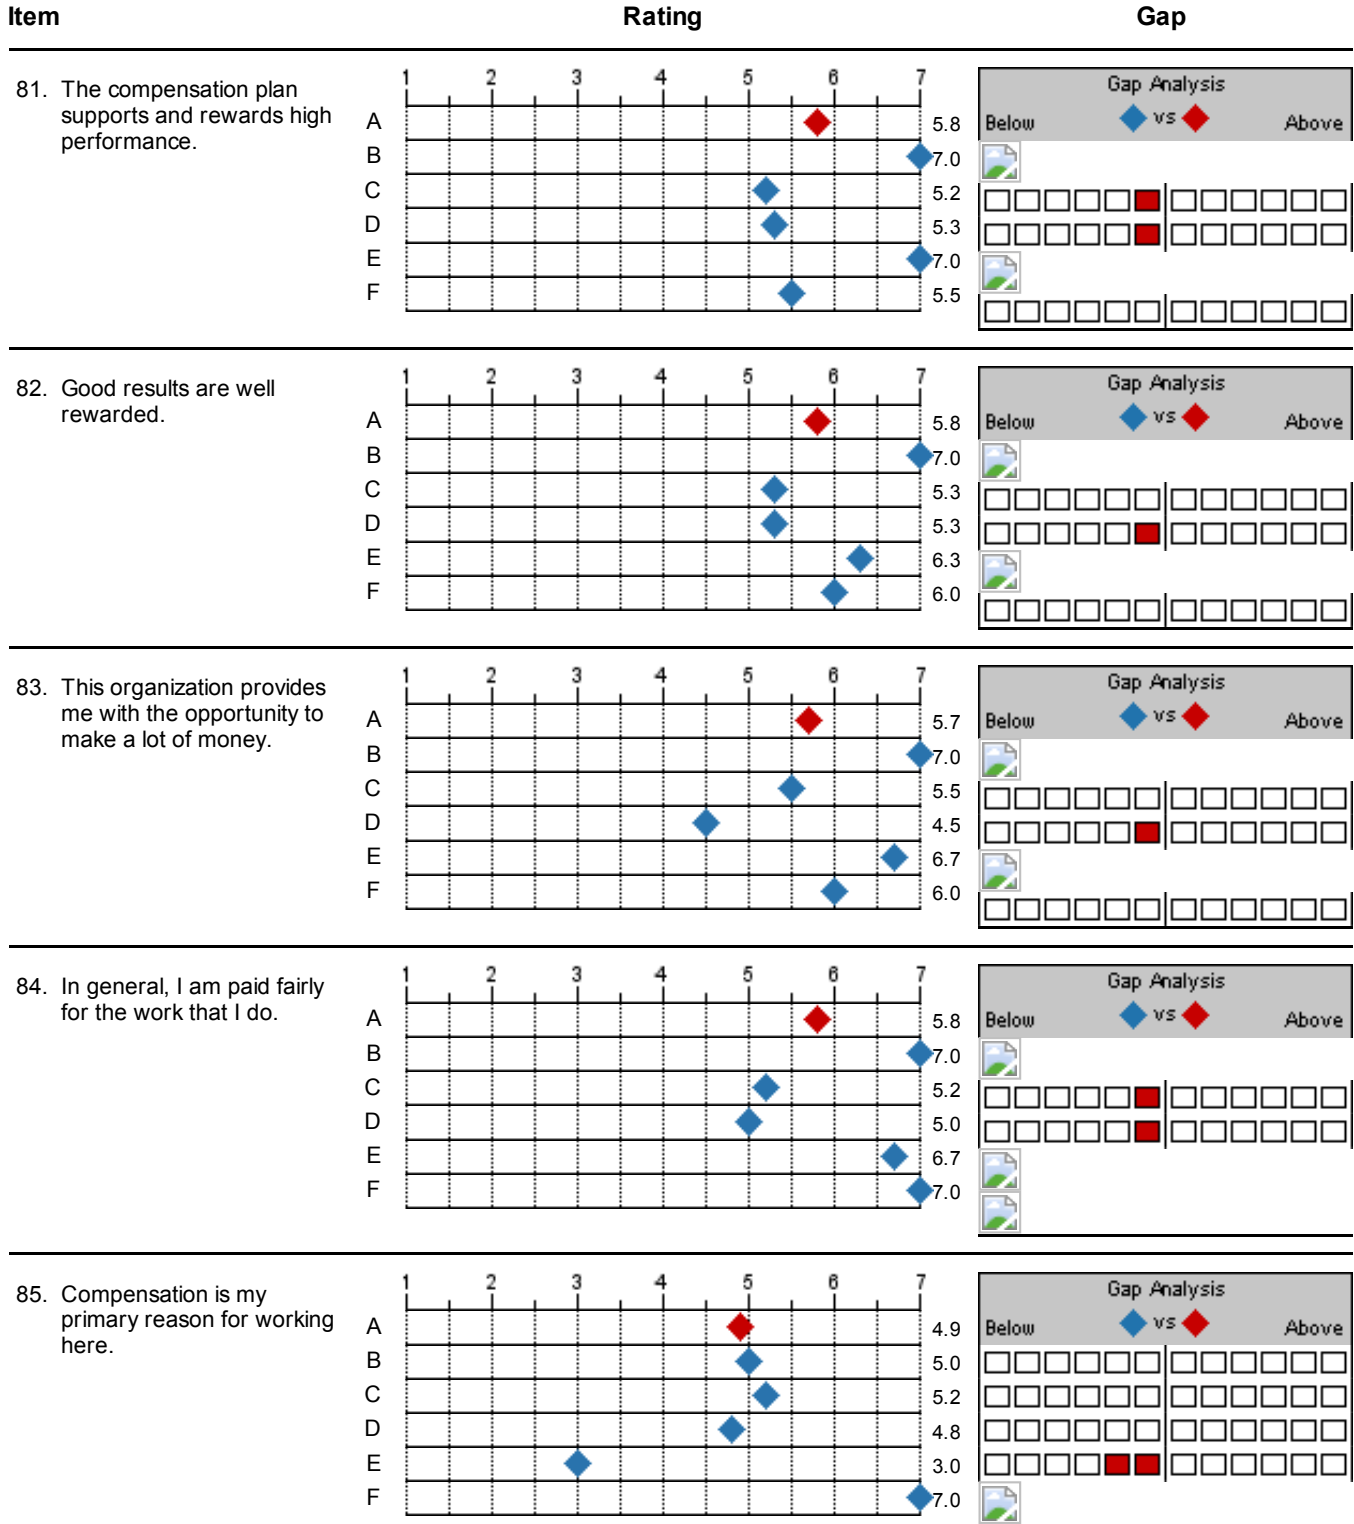 Item Rating Gap
81. The compensation plan
supports and rewards high
performance.
1 2 3 4 5 6 7
A 5.8
B 7.0
C 5.2
D 5.3
E 7.0
F 5.5
Gap Analysis
Below vs Above
82. Good results are well
rewarded.
1 2 3 4 5 6 7
A 5.8
B 7.0
C 5.3
D 5.3
E 6.3
F 6.0
Gap Analysis
Below vs Above
83. This organization provides
me with the opportunity to
make a lot of money.
1 2 3 4 5 6 7
A 5.7
B 7.0
C 5.5
D 4.5
E 6.7
F 6.0
Gap Analysis
Below vs Above
84. In general, I am paid fairly
for the work that I do.
1 2 3 4 5 6 7
A 5.8
B 7.0
C 5.2
D 5.0
E 6.7
F 7.0
Gap Analysis
Below vs Above
85. Compensation is my
primary reason for working
here.
1 2 3 4 5 6 7
A 4.9
B 5.0
C 5.2
D 4.8
E 3.0
F 7.0
Gap Analysis
Below vs Above